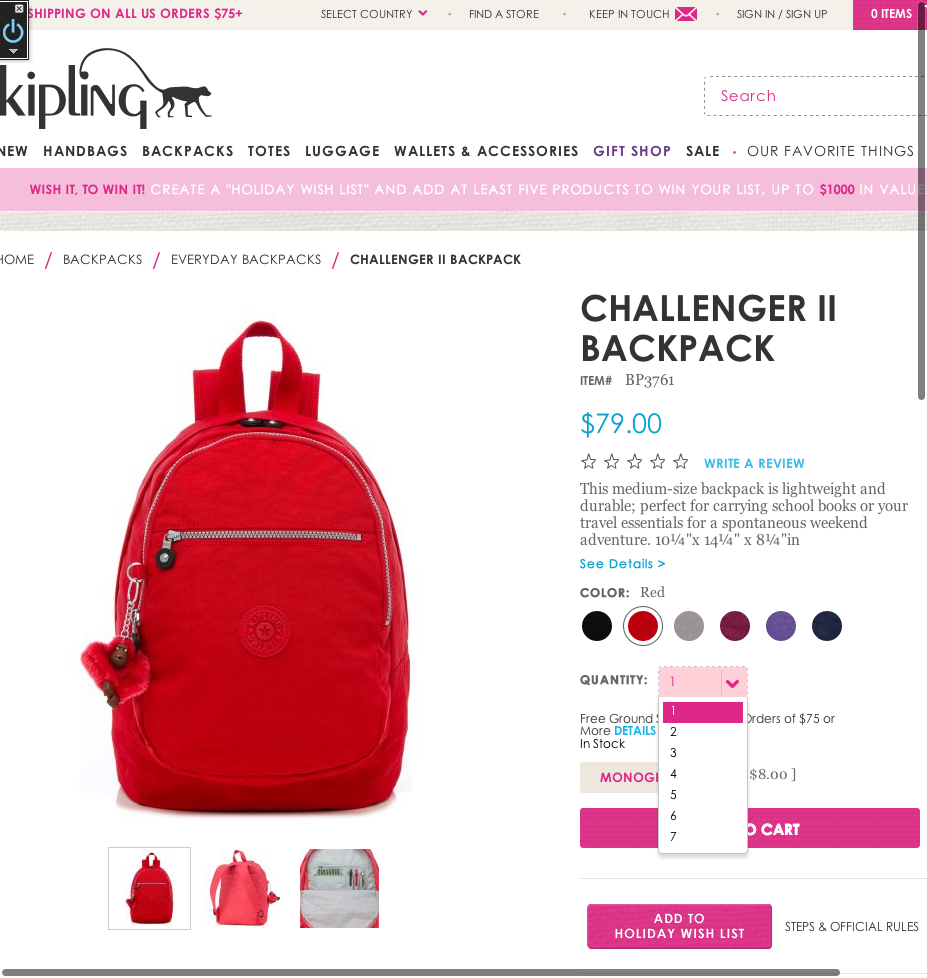 SHIPPING ON ALL US ORDERS $75+
SELECT COUNTRY • FIND A STORE • KEEP IN TOUCH • SIGN IN / SIGN UP
0 ITEMS
kipling
Search
NEW HANDBAGS BACKPACKS TOTES LUGGAGE WALLETS & ACCESSORIES GIFT SHOP SALE • OUR FAVORITE THINGS
WISH IT, TO WIN IT! CREATE A "HOLIDAY WISH LIST" AND ADD AT LEAST FIVE PRODUCTS TO WIN YOUR LIST, UP TO $1000 IN VALUE
HOME / BACKPACKS / EVERYDAY BACKPACKS / CHALLENGER II BACKPACK
CHALLENGER II
BACKPACK
ITEM# BP3761
$79.00
WRITE A REVIEW
This medium-size backpack is lightweight and
durable; perfect for carrying school books or your
travel essentials for a spontaneous weekend
adventure. 10¼"x 14¼" x 8¼"in
See Details >
COLOR: Red
QUANTITY: 1
1
2
3
4
5
6
7
Free Ground S Orders of $75 or
More DETAILS
In Stock
MONOG $8.00 ]
O CART
ADD TO
HOLIDAY WISH LIST
STEPS & OFFICIAL RULES